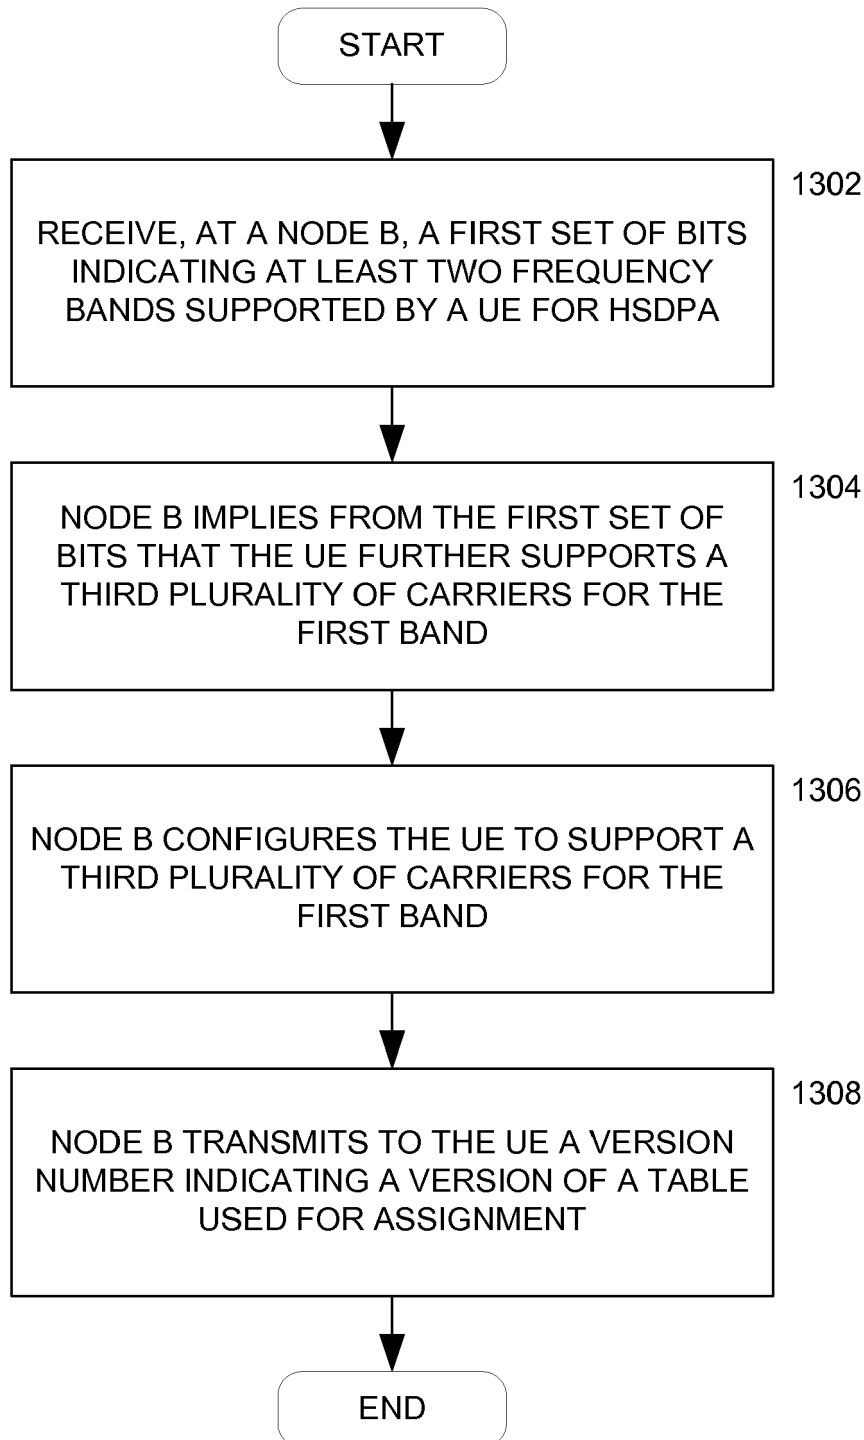 START
1302
RECEIVE, AT A NODE B, A FIRST SET OF BITS
INDICATING AT LEAST TWO FREQUENCY
BANDS SUPPORTED BY A UE FOR HSDPA
1304
NODE B IMPLIES FROM THE FIRST SET OF
BITS THAT THE UE FURTHER SUPPORTS A
THIRD PLURALITY OF CARRIERS FOR THE
FIRST BAND
1306
NODE B CONFIGURES THE UE TO SUPPORT A
THIRD PLURALITY OF CARRIERS FOR THE
FIRST BAND
1308
NODE B TRANSMITS TO THE UE A VERSION
NUMBER INDICATING A VERSION OF A TABLE
USED FOR ASSIGNMENT
END